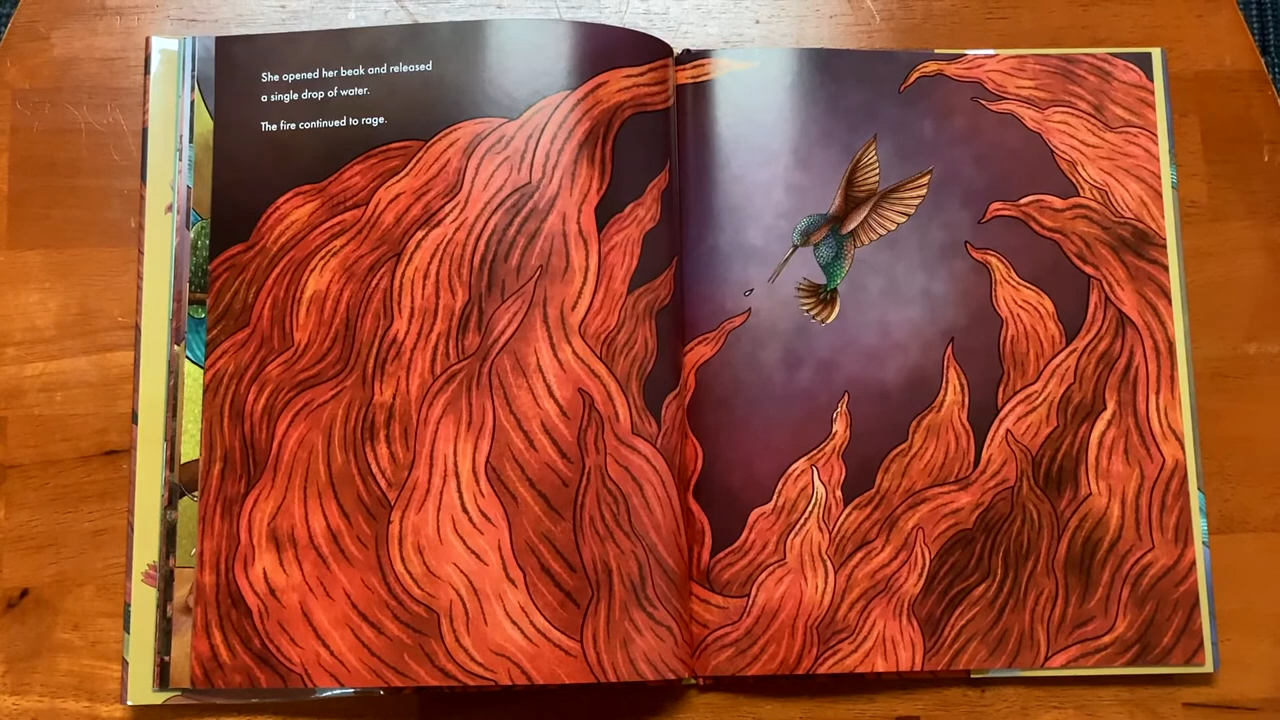 She opened her beak and released
a single drop of water.
The fire continued to rage.